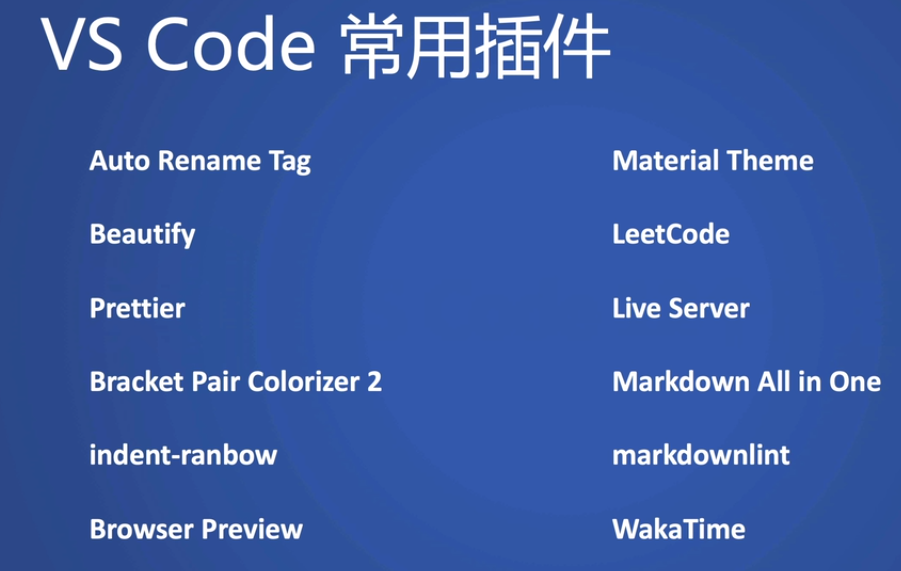 VS Code 常用插件
Auto Rename Tag
Beautify
Prettier
Bracket Pair Colorizer 2
indent-ranbow
Browser Preview
Material Theme
LeetCode
Live Server
Markdown All in One
markdownlint
WakaTime